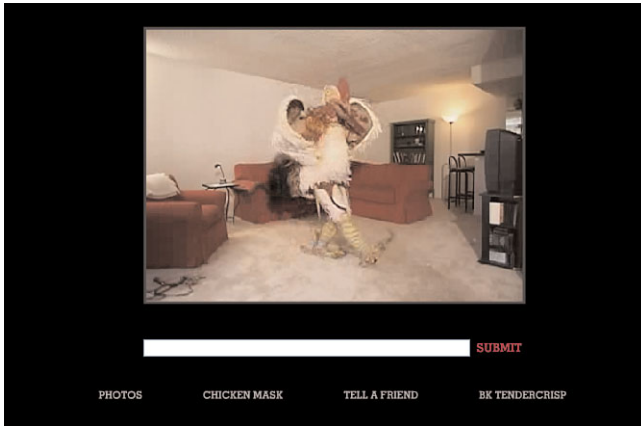 SUBMIT
PHOTOS CHICKEN MASK TELL A FRIEND BK TENDERCRISP